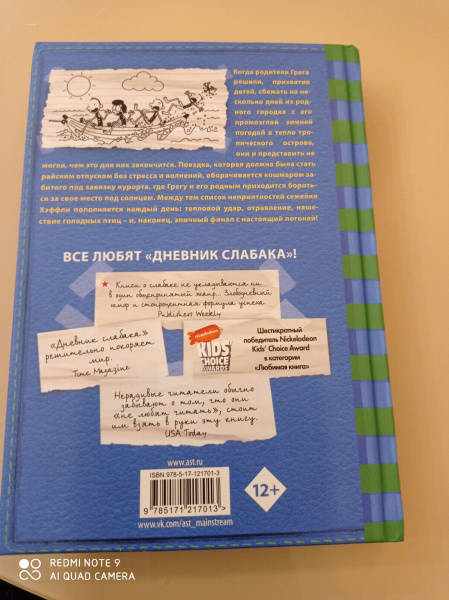 Когда родители Грега
решили, прихватив
детей, сбежать на не-
сколько дней из род-
ного городка с его
промозглой зимней
погодой в тепло тро-
пического острова,
они и представить не
могли, чем это для них закончится. Поездка, которая должна была стать
райским отпуском без стресса и волнений, оборачивается кошмаром за-
битого под завязку курорта, где Грегу и его родным приходится бороть-
ся за свое место под солнцем. Между тем список неприятностей семейки
Хэффли пополняется каждый день: тепловой удар, отравление, наше-
ствие голодных птиц – и, наконец, эпичный финал с настоящей погоней!
ВСЕ ЛЮБЯТ «ДНЕВНИК СЛАБАКА»!
Книги о слабаке не укладываются ни
в один общепринятый жанр... Злободневный
юмор и стопроцентная формула успеха
Publishers Weekly
«Дневник слабака»
решительно покоряет
мир.
Time Magazine
Nickelodeon
KIDS'
CHOICE
AWARDS
Шестикратный
победитель Nickelodeon
Kids' Choice Award
в категории
«Любимая книга»
Нерадивые читатели обычно
забывают о том, что они
«не любят читать», стоит
им взять в руки эту книгу.
USA Today
www.ast.ru
ISBN 978-5-17-121701-3
9 785171 217013 >
12+
www.vk.com/ast_mainstream
REDMI NOTE 9
AI QUAD CAMERA